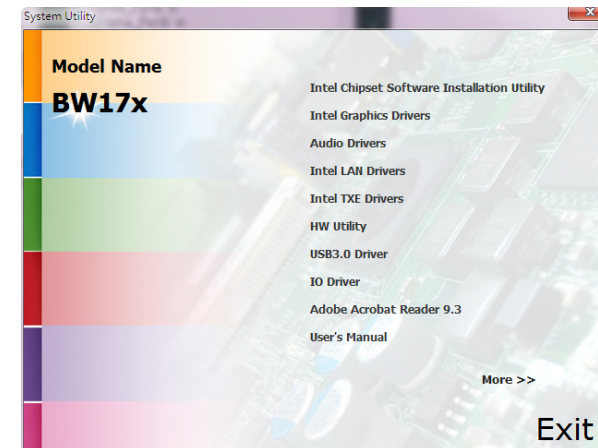 System Utility
Model Name
BW17x
Intel Chipset Software Installation Utility
Intel Graphics Drivers
Audio Drivers
Intel LAN Drivers
Intel TXE Drivers
HW Utility
USB3.0 Driver
IO Driver
Adobe Acrobat Reader 9.3
User's Manual
More >>
Exit